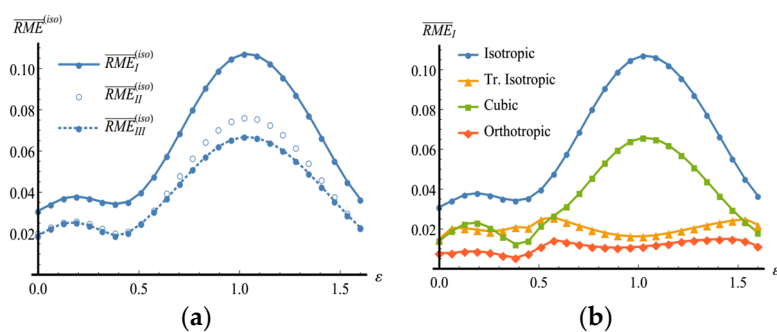 RME^(iso)
RME_I^(iso)
RME_II^(iso)
RME_III^(iso)
0.10
0.08
0.06
0.04
0.02
0.0 0.5 1.0 1.5 ε
(a)
RME_I
Isotropic
Tr. Isotropic
Cubic
Orthotropic
0.10
0.08
0.06
0.04
0.02
0.0 0.5 1.0 1.5 ε
(b)